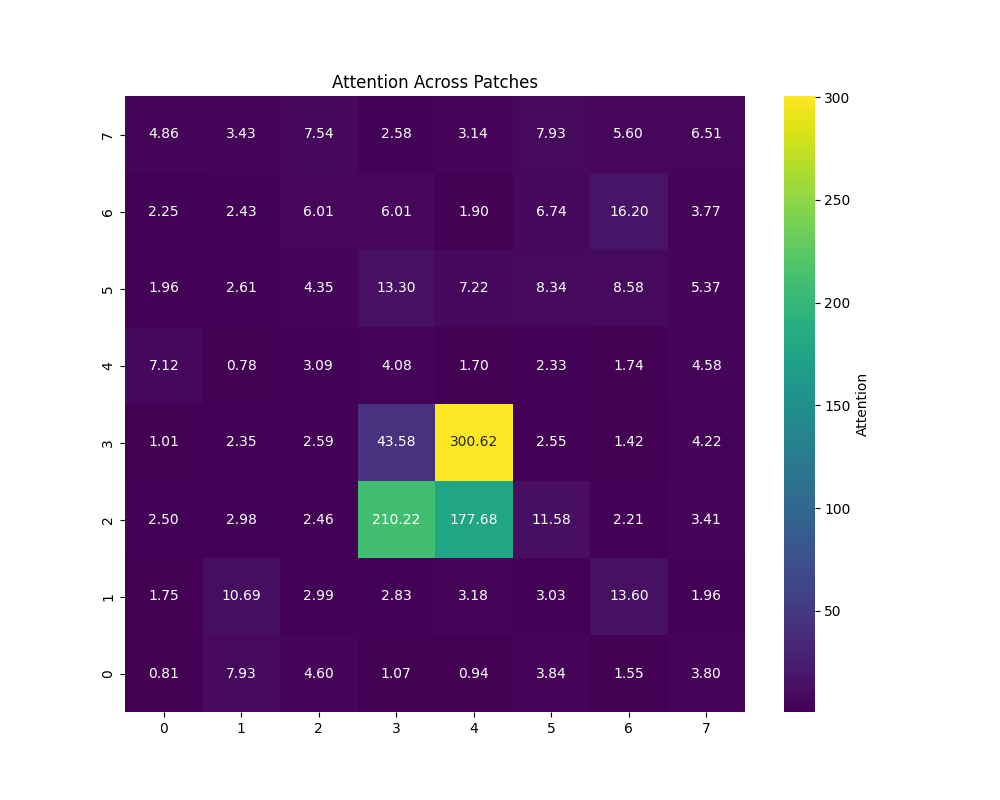 Attention Across Patches
7 4.86 3.43 7.54 2.58 3.14 7.93 5.60 6.51
6 2.25 2.43 6.01 6.01 1.90 6.74 16.20 3.77
5 1.96 2.61 4.35 13.30 7.22 8.34 8.58 5.37
4 7.12 0.78 3.09 4.08 1.70 2.33 1.74 4.58
3 1.01 2.35 2.59 43.58 300.62 2.55 1.42 4.22
2 2.50 2.98 2.46 210.22 177.68 11.58 2.21 3.41
1 1.75 10.69 2.99 2.83 3.18 3.03 13.60 1.96
0 0.81 7.93 4.60 1.07 0.94 3.84 1.55 3.80
0 1 2 3 4 5 6 7
300
250
200
150
100
50
Attention